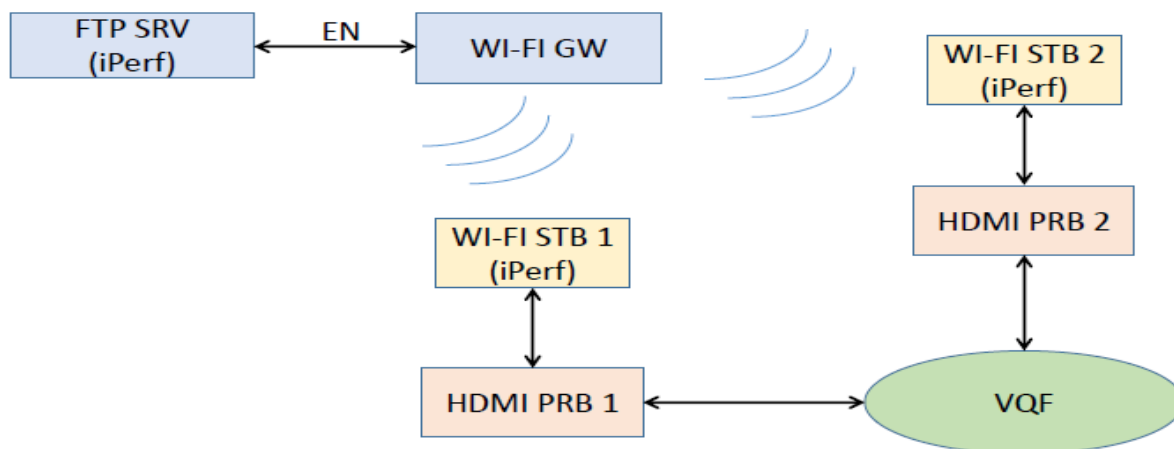 FTP SRV
(iPerf)
EN
WI-FI GW
WI-FI STB 2
(iPerf)
HDMI PRB 2
WI-FI STB 1
(iPerf)
HDMI PRB 1
VQF